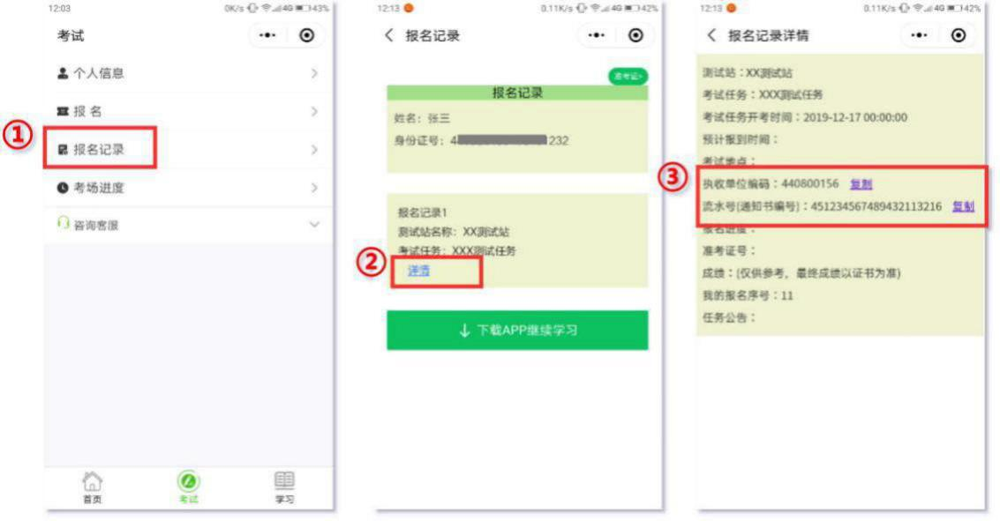 12:03
0K/s 4G 43%
考试
个人信息
报 名
①
报名记录
考场进度
咨询客服
首页
考试
学习
12:13
0.11K/s 4G 42%
报名记录
准考证>
报名记录
姓名：张三
身份证号：4 1232
报名记录1
测试站名称：XX测试站
考试任务：XXX测试任务
②
详情
下载APP继续学习
12:13
0.11K/s 4G 42%
报名记录详情
测试站：XX测试站
考试任务：XXX测试任务
考试任务开考时间：2019-12-17 00:00:00
预计报到时间：
考试地点：
③
执收单位编码：440800156 复制
流水号(通知书编号)：451234567489432113216 复制
报名进度：
准考证号：
成绩：(仅供参考，最终成绩以证书为准)
我的报名序号：11
任务公告：